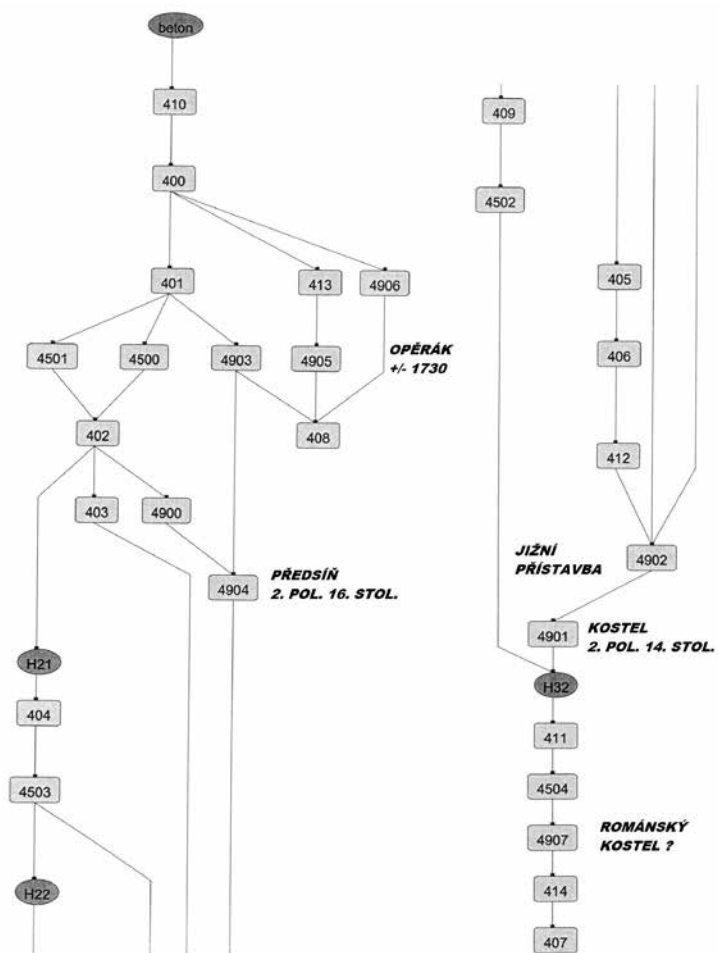 beton
410
400
401
413
4906
4501
4500
4903
4905
OPĚRÁK
+/- 1730
402
408
403
4900
4904
PŘEDSÍŇ
2. POL. 16. STOL.
H21
404
4503
H22
409
4502
405
406
412
JIŽNÍ
PŘÍSTAVBA
4902
4901
KOSTEL
2. POL. 14. STOL.
H32
411
4504
4907
ROMÁNSKÝ
KOSTEL ?
414
407